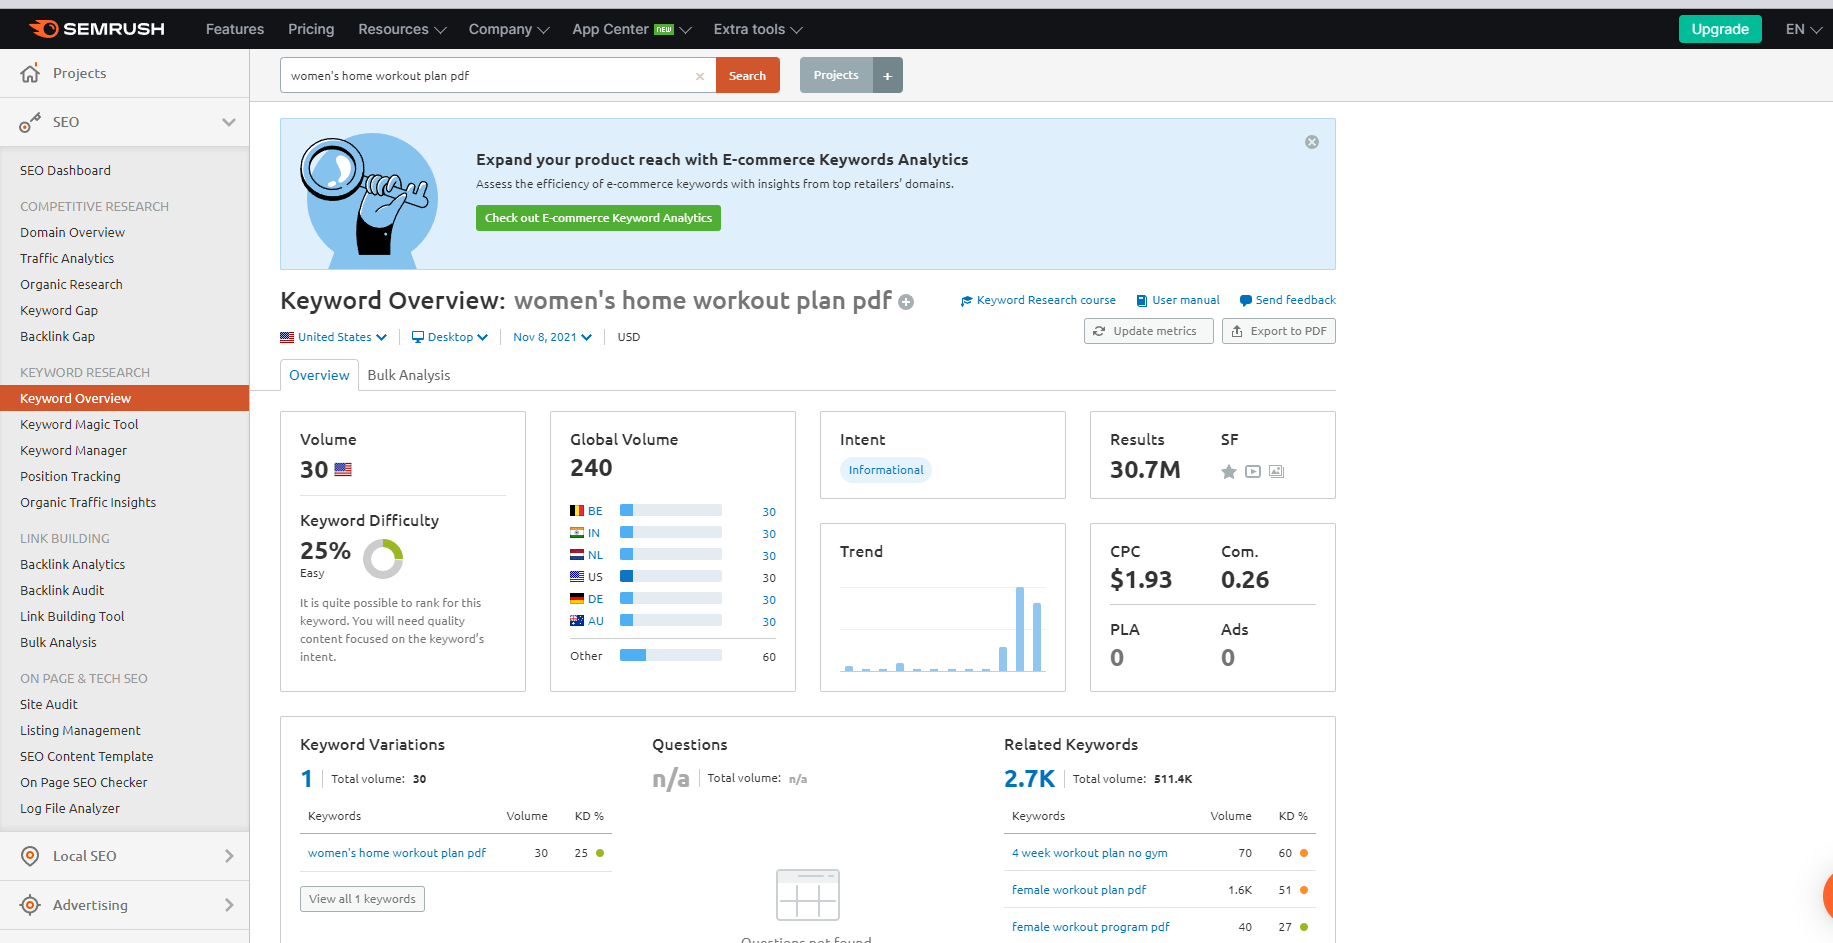 SEMRUSH
Features Pricing Resources Company App Center NEW Extra tools Upgrade EN
Projects
SEO
SEO Dashboard
COMPETITIVE RESEARCH
Domain Overview
Traffic Analytics
Organic Research
Keyword Gap
Backlink Gap
KEYWORD RESEARCH
Keyword Overview
Keyword Magic Tool
Keyword Manager
Position Tracking
Organic Traffic Insights
LINK BUILDING
Backlink Analytics
Backlink Audit
Link Building Tool
Bulk Analysis
ON PAGE & TECH SEO
Site Audit
Listing Management
SEO Content Template
On Page SEO Checker
Log File Analyzer
Local SEO
Advertising
women's home workout plan pdf × Search Projects +
Expand your product reach with E-commerce Keywords Analytics
Assess the efficiency of e-commerce keywords with insights from top retailers' domains.
Check out E-commerce Keyword Analytics
Keyword Overview: women's home workout plan pdf
Keyword Research course User manual Send feedback
United States Desktop Nov 8, 2021 USD
Update metrics Export to PDF
Overview Bulk Analysis
Volume
30
Keyword Difficulty
25%
Easy
It is quite possible to rank for this
keyword. You will need quality
content focused on the keyword's
intent.
Global Volume
240
BE 30
IN 30
NL 30
US 30
DE 30
AU 30
Other 60
Intent
Informational
Trend
Results SF
30.7M
CPC Com.
$1.93 0.26
PLA Ads
0 0
Keyword Variations
1 Total volume: 30
Keywords Volume KD %
women's home workout plan pdf 30 25
View all 1 keywords
Questions
n/a Total volume: n/a
Questions not found
Related Keywords
2.7K Total volume: 511.4K
Keywords Volume KD %
4 week workout plan no gym 70 60
female workout plan pdf 1.6K 51
female workout program pdf 40 27